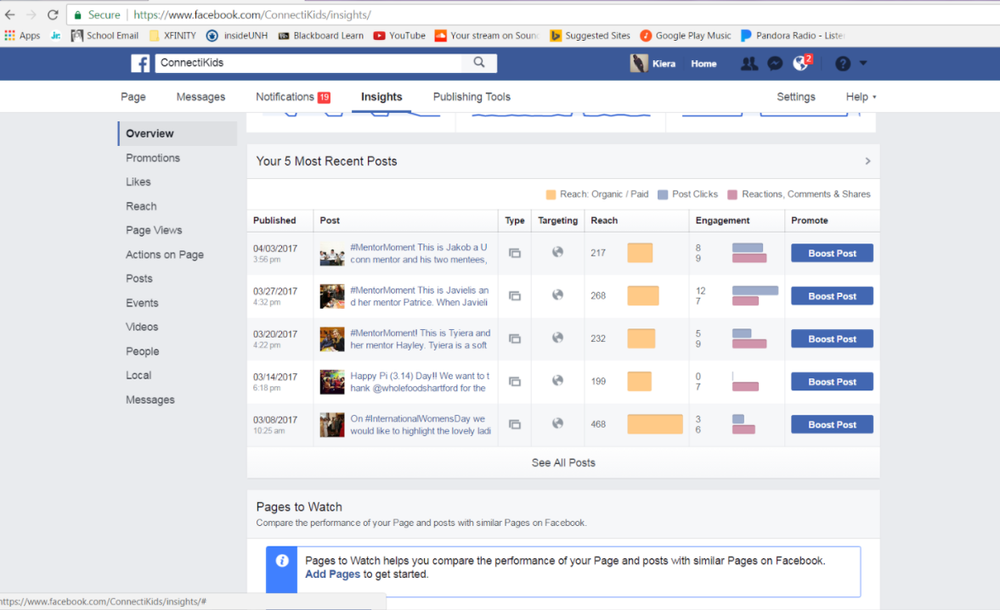 Secure https://www.facebook.com/ConnectiKids/insights/
Apps Jr. School Email XFINITY insideUNH Bb Blackboard Learn YouTube Your stream on Soun Suggested Sites Google Play Music Pandora Radio - Liste
ConnectiKids Kiera Home 2
Page Messages Notifications 19 Insights Publishing Tools Settings Help
Overview
Promotions
Likes
Reach
Page Views
Actions on Page
Posts
Events
Videos
People
Local
Messages
Your 5 Most Recent Posts
Reach: Organic / Paid Post Clicks Reactions, Comments & Shares
Published Post Type Targeting Reach Engagement Promote
04/03/2017
3:56 pm
#MentorMoment This is Jakob a U
conn mentor and his two mentees,
217
8
9
Boost Post
03/27/2017
4:32 pm
#MentorMoment This is Javielis an
d her mentor Patrice. When Javieli
268
12
7
Boost Post
03/20/2017
4:22 pm
#MentorMoment! This is Tyiera and
her mentor Hayley. Tyiera is a soft
232
5
9
Boost Post
03/14/2017
6:18 pm
Happy Pi (3.14) Day!! We want to t
hank @wholefoodshartford for the
199
0
7
Boost Post
03/08/2017
10:25 am
On #InternationalWomensDay we
would like to highlight the lovely ladi
468
3
6
Boost Post
See All Posts
Pages to Watch
Compare the performance of your Page and posts with similar Pages on Facebook.
Pages to Watch helps you compare the performance of your Page and posts with similar Pages on Facebook.
Add Pages to get started.
ttps://www.facebook.com/ConnectiKids/insights/#